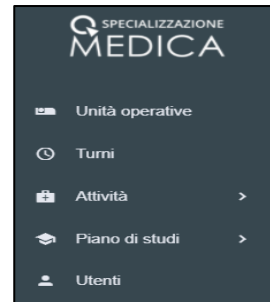 SPECIALIZZAZIONE
MEDICA
Unità operative
Turni
Attività
Piano di studi
Utenti